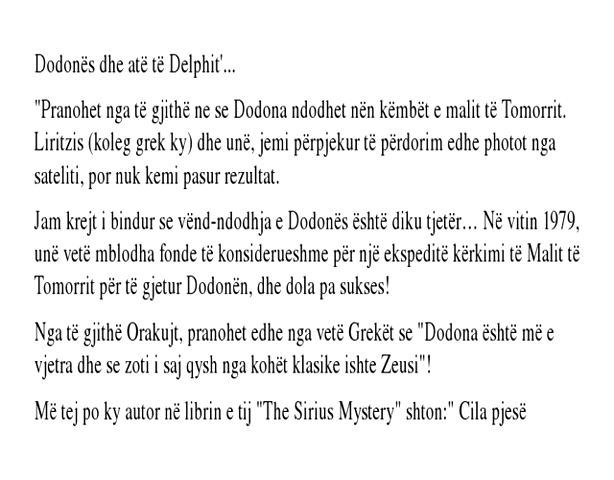 Dodonës dhe atë të Delphit'...
"Pranohet nga të gjithë ne se Dodona ndodhet nën këmbët e malit të Tomorrit.
Liritzis (koleg grek ky) dhe unë, jemi përpjekur të përdorim edhe photot nga
sateliti, por nuk kemi pasur rezultat.
Jam krejt i bindur se vënd-ndodhja e Dodonës është diku tjetër… Në vitin 1979,
unë vetë mblodha fonde të konsiderueshme për një ekspeditë kërkimi të Malit të
Tomorrit për të gjetur Dodonën, dhe dola pa sukses!
Nga të gjithë Orakujt, pranohet edhe nga vetë Grekët se "Dodona është më e
vjetra dhe se zoti i saj qysh nga kohët klasike ishte Zeusi"!
Më tej po ky autor në librin e tij "The Sirius Mystery" shton:" Cila pjesë